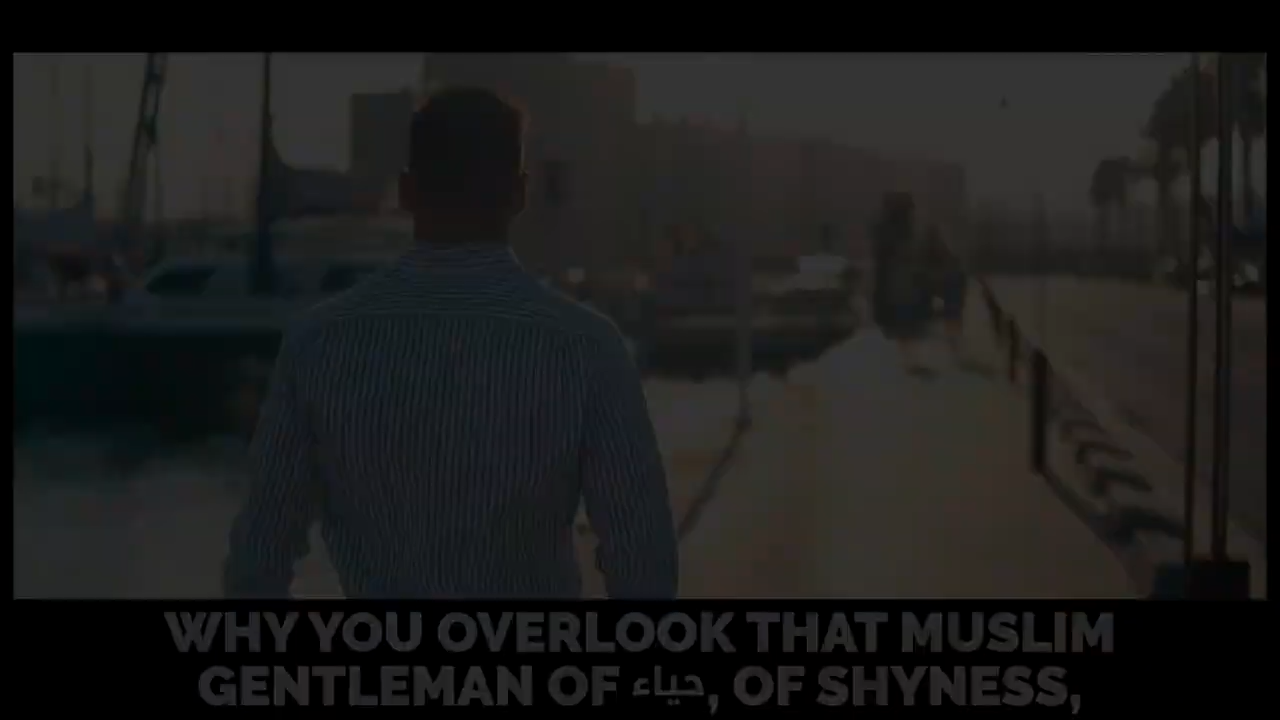 WHY YOU OVERLOOK THAT MUSLIM
GENTLEMAN OF حياء, OF SHYNESS,